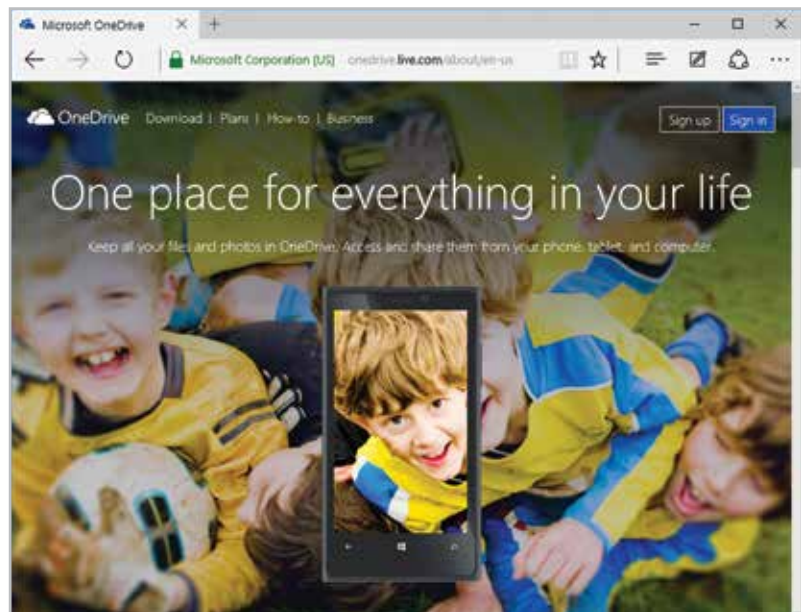 Microsoft OneDrive
Microsoft Corporation [US] onedrive.live.com/about/en-us
OneDrive Download | Plans | How-to | Business Sign up Sign in
One place for everything in your life
Keep all your files and photos in OneDrive. Access and share them from your phone, tablet, and computer.